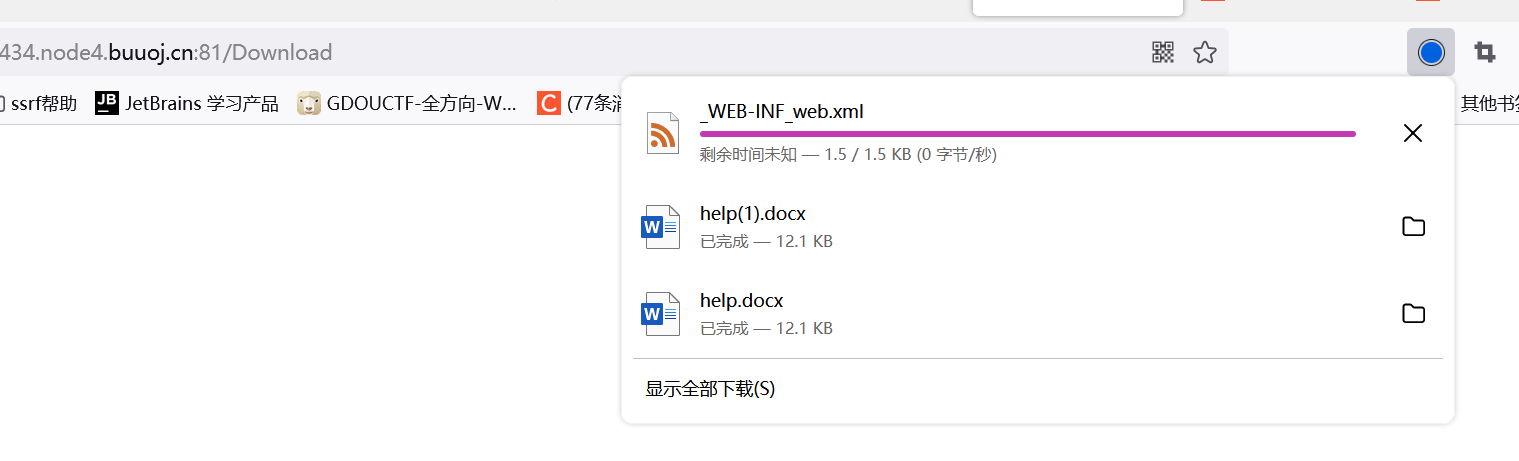 434.node4.buuoj.cn:81/Download
ssrf帮助
JB JetBrains 学习产品
GDOUCTF-全方向-W...
C (77条消
其他书签
_WEB-INF_web.xml
剩余时间未知 — 1.5 / 1.5 KB (0 字节/秒)
W help(1).docx
已完成 — 12.1 KB
W help.docx
已完成 — 12.1 KB
显示全部下载(S)